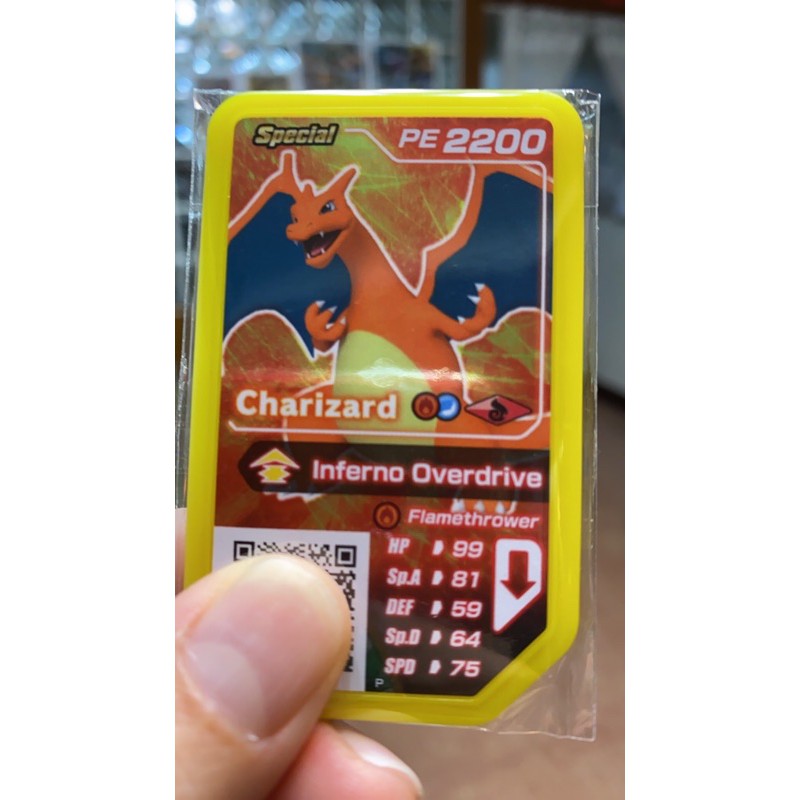 Special PE 2200
Charizard
Inferno Overdrive
Flamethrower
HP 99
Sp.A 81
DEF 59
Sp.D 64
SPD 75
P